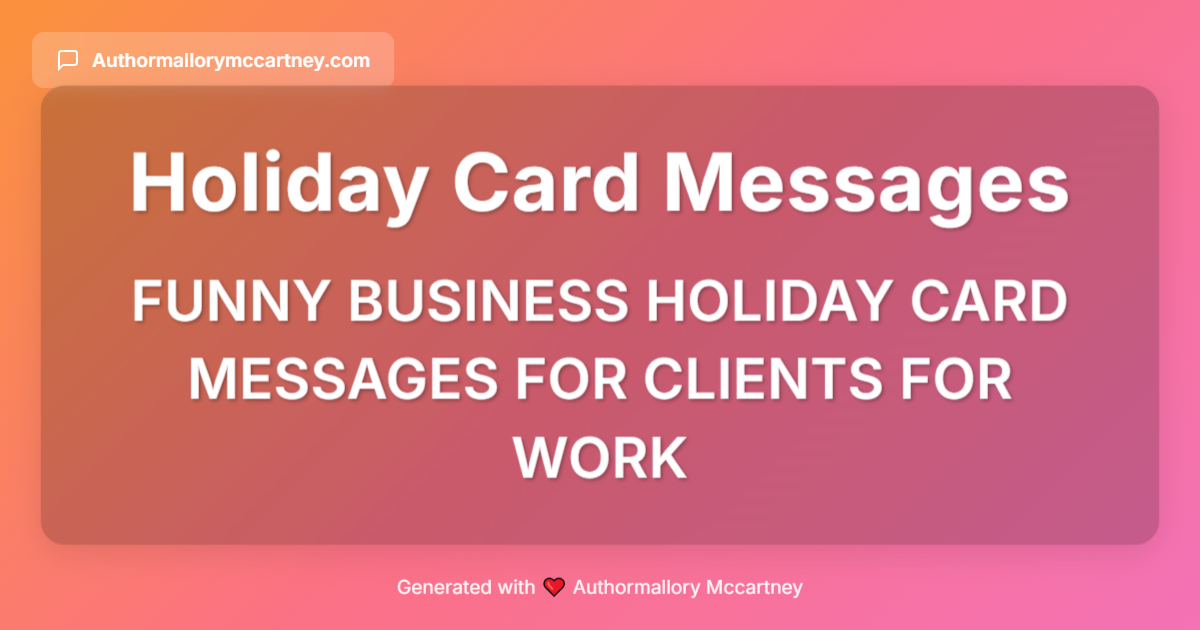 Authormallorymccartney.com
Holiday Card Messages
FUNNY BUSINESS HOLIDAY CARD
MESSAGES FOR CLIENTS FOR
WORK
Generated with ❤️ Authormallory Mccartney